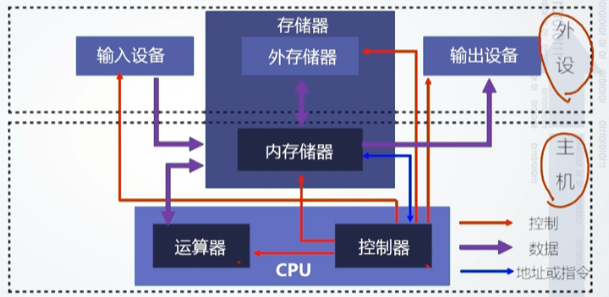 存储器
输入设备
外存储器
输出设备
外设
内存储器
主机
运算器
控制器
CPU
控制
数据
地址或指令